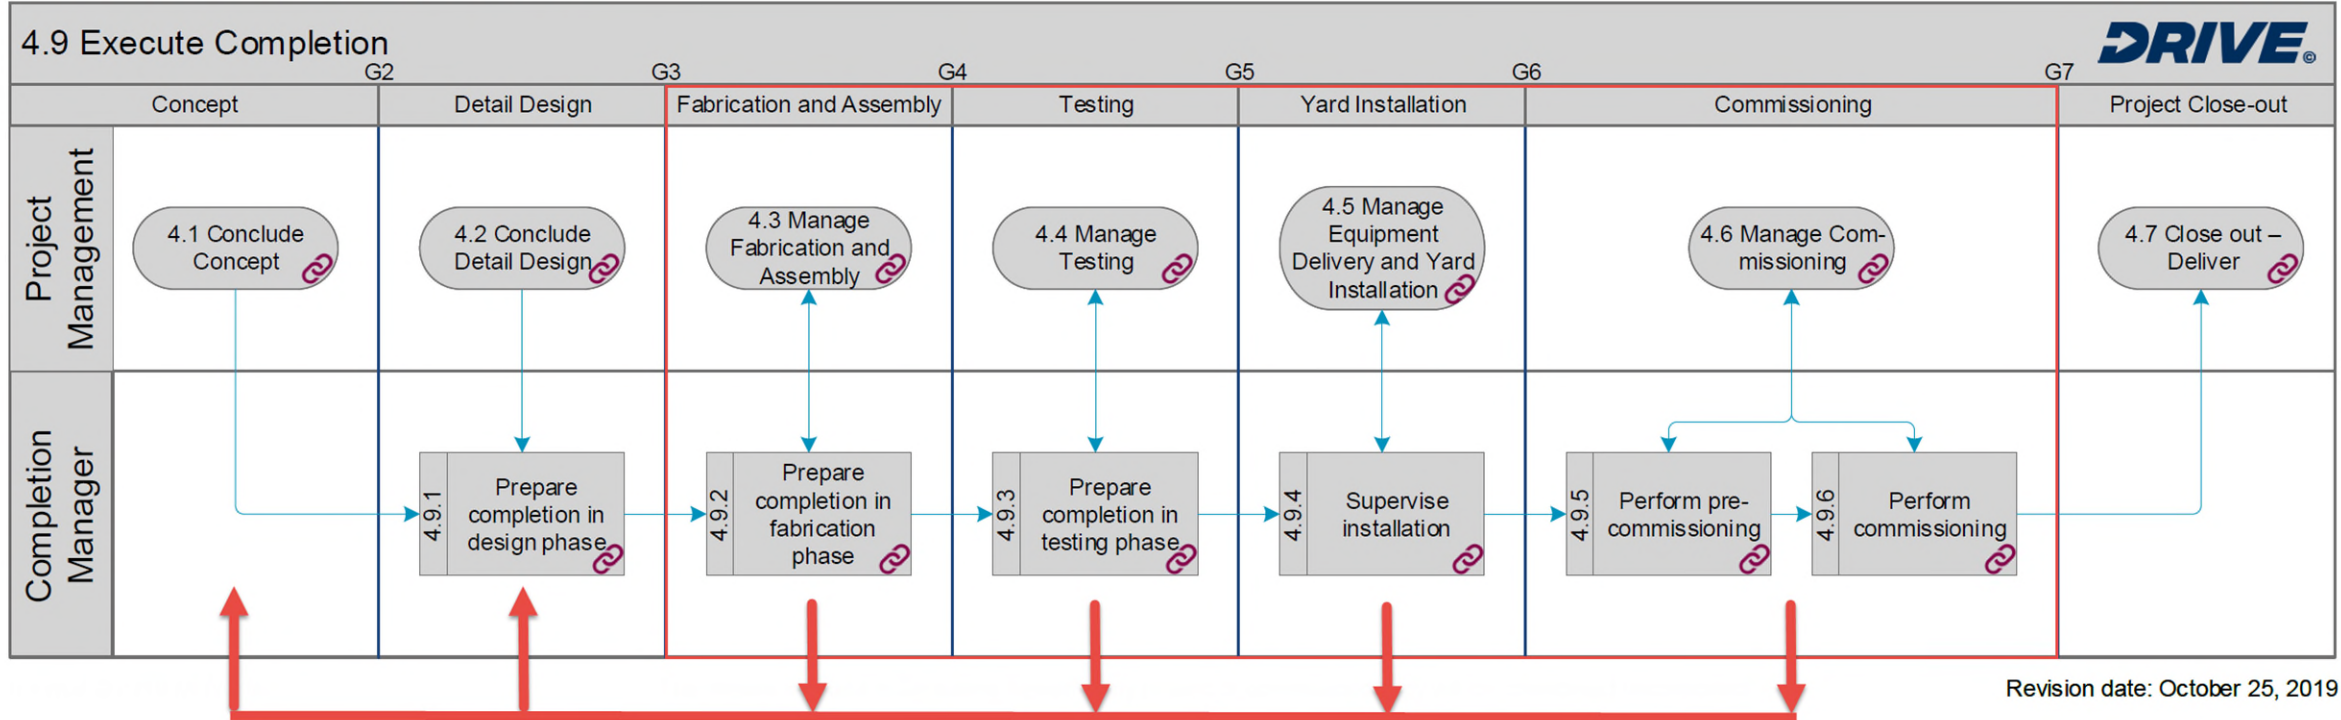 4.9 Execute Completion
DRIVE©
G2
G3
G4
G5
G6
G7
Concept
Detail Design
Fabrication and Assembly
Testing
Yard Installation
Commissioning
Project Close-out
Project
Management
4.1 Conclude
Concept
4.2 Conclude
Detail Design
4.3 Manage
Fabrication and
Assembly
4.4 Manage
Testing
4.5 Manage
Equipment
Delivery and Yard
Installation
4.6 Manage Com-
missioning
4.7 Close out –
Deliver
Completion
Manager
4.9.1
Prepare
completion in
design phase
4.9.2
Prepare
completion in
fabrication
phase
4.9.3
Prepare
completion in
testing phase
4.9.4
Supervise
installation
4.9.5
Perform pre-
commissioning
4.9.6
Perform
commissioning
Revision date: October 25, 2019